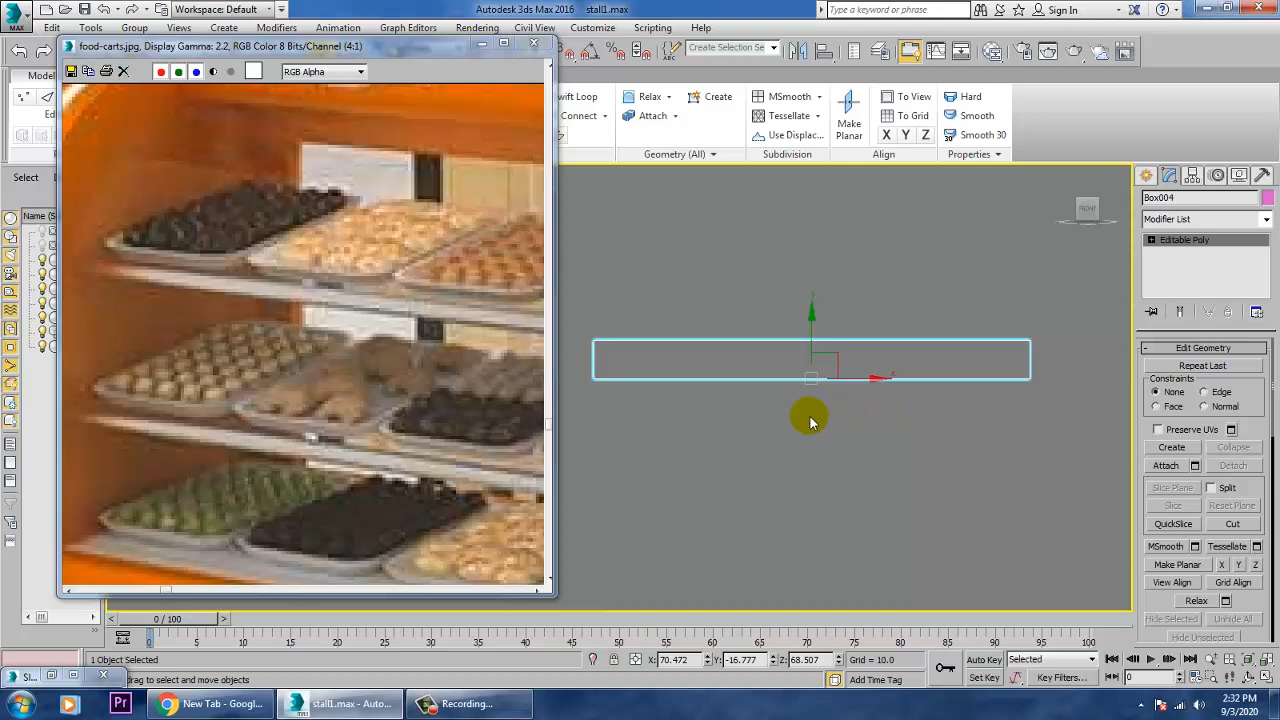 Workspace: Default
Autodesk 3ds Max 2016    stall1.max
Type a keyword or phrase
Sign In
MAX
Edit Tools Group Views Create Modifiers Animation Graph Editors Rendering Civil View Customize Scripting Help
food-carts.jpg, Display Gamma: 2.2, RGB Color 8 Bits/Channel (4:1)
Create Selection Se
RGB Alpha
Model
Select
Name (S
Relax Create
Attach
Make Planar
MSmooth
Tessellate
Use Displac...
To View
To Grid
X Y Z
Hard
Smooth
Smooth 30
Geometry (All) Subdivision Align Properties
FRONT
Box004
Modifier List
Editable Poly
Edit Geometry
Repeat Last
Constraints
None Edge
Face Normal
Preserve UVs
Create Collapse
Attach Detach
Slice Plane Split
Slice Reset Plane
QuickSlice Cut
MSmooth Tessellate
Make Planar X Y Z
View Align Grid Align
Relax
Hide Selected Unhide All
Hide Unselected
0 / 100
0 5 10 15 20 25 30 35 40 45 50 55 60 65 70 75 80 85 90 95 100
1 Object Selected
X: 70.472 Y: -16.777 Z: 68.507 Grid = 10.0
Auto Key Selected
drag to select and move objects
Add Time Tag
Set Key Key Filters...
0
New Tab - Googl...
stall1.max - Auto...
Recording...
2:32 PM
9/3/2020